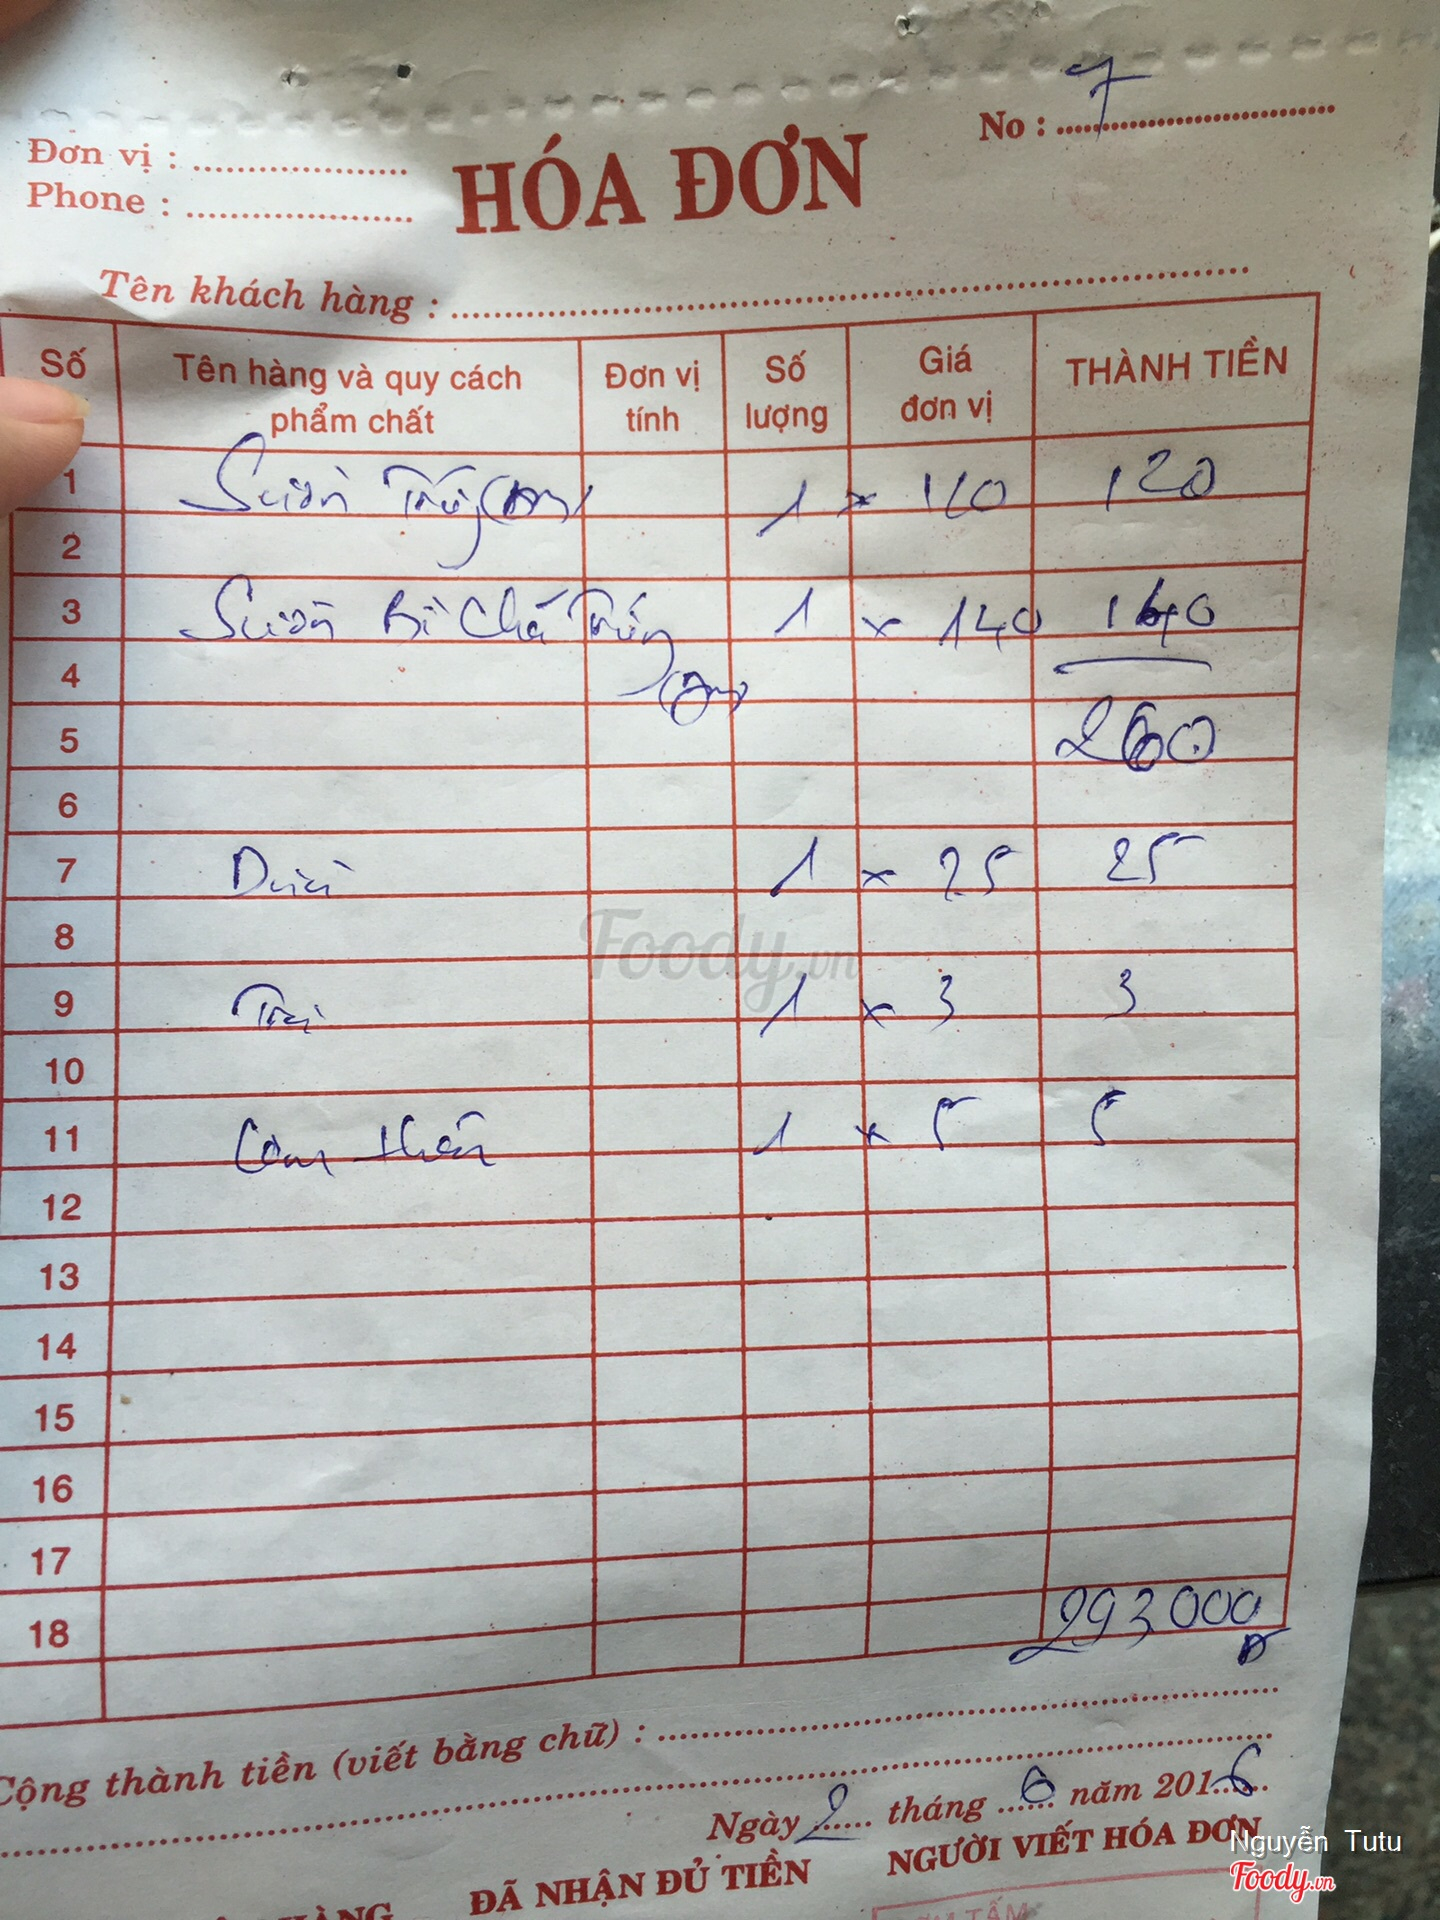 No : 7
Đơn vị :
Phone :
HÓA ĐƠN
Tên khách hàng :
Số Tên hàng và quy cách phẩm chất Đơn vị tính Số lượng Giá đơn vị THÀNH TIỀN
1 Sườn Trứng 1 x 120
2
3 Sườn Bì Chả Trứng 1 x 140 140
4
5 260
6
7 Dưa 1 x 25 25
8
9 Trà 1 x 3 3
10
11 Cơm thêm 1 x 5 5
12
13
14
15
16
17
18 293.000
đ
Cộng thành tiền (viết bằng chữ) :
Ngày 2 tháng 6 năm 2016
ĐÃ NHẬN ĐỦ TIỀN
NGƯỜI VIẾT HÓA ĐƠN
HÀNG
TẤM
Foody.vn
Nguyễn Tutu
Foody.vn